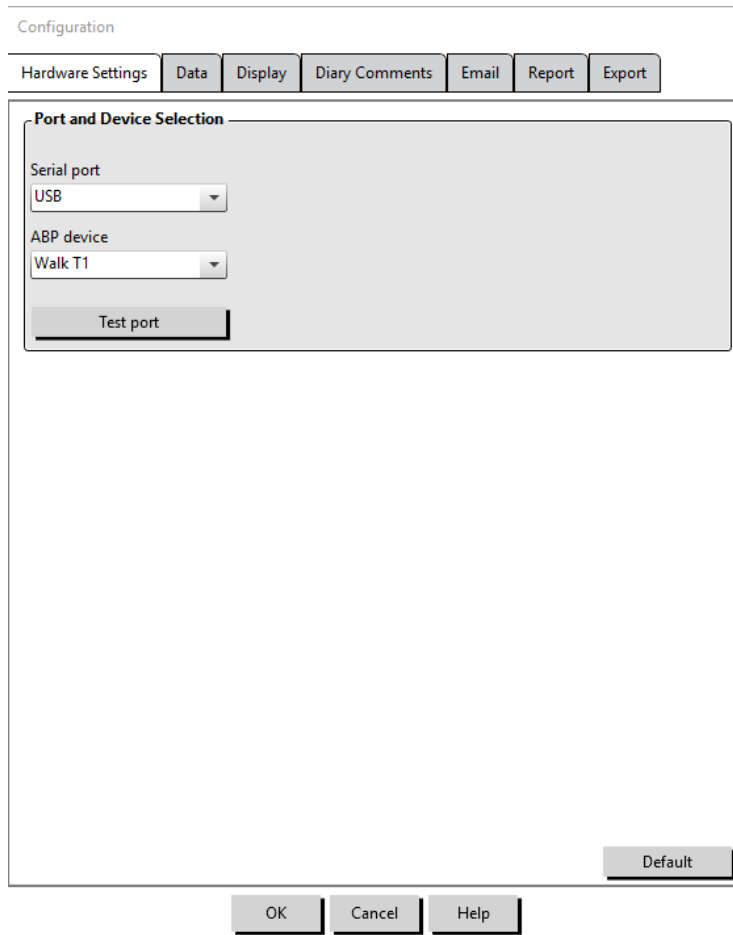 Configuration
Hardware Settings Data Display Diary Comments Email Report Export
Port and Device Selection
Serial port
USB
ABP device
Walk T1
Test port
Default
OK Cancel Help